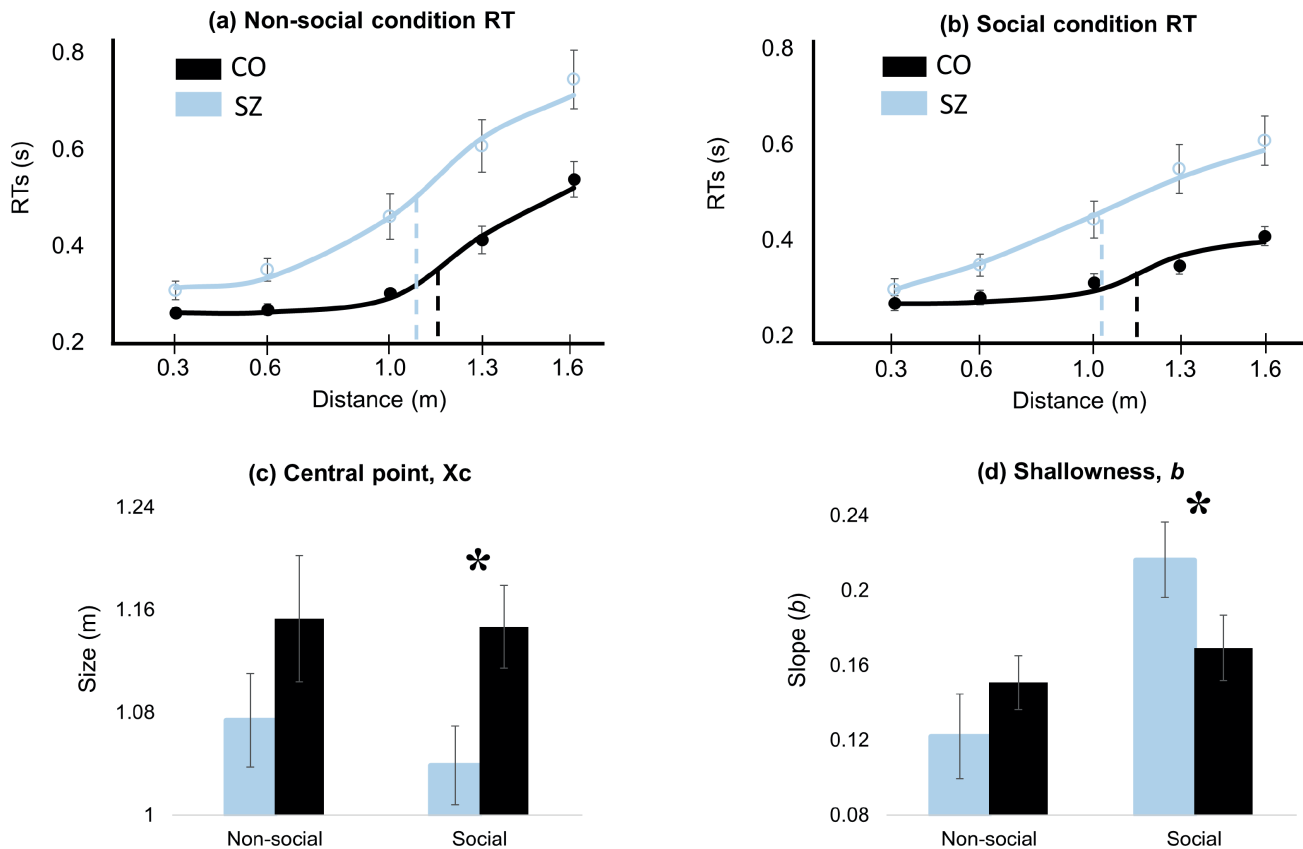 (a) Non-social condition RT
0.8
0.6
0.4
0.2
RTs (s)
CO
SZ
0.3 0.6 1.0 1.3 1.6
Distance (m)
(b) Social condition RT
0.8
0.6
0.4
0.2
RTs (s)
CO
SZ
0.3 0.6 1.0 1.3 1.6
Distance (m)
(c) Central point, Xc
1.24
1.16
1.08
1
Size (m)
*
Non-social Social
(d) Shallowness, b
0.24
0.2
0.16
0.12
0.08
Slope (b)
*
Non-social Social